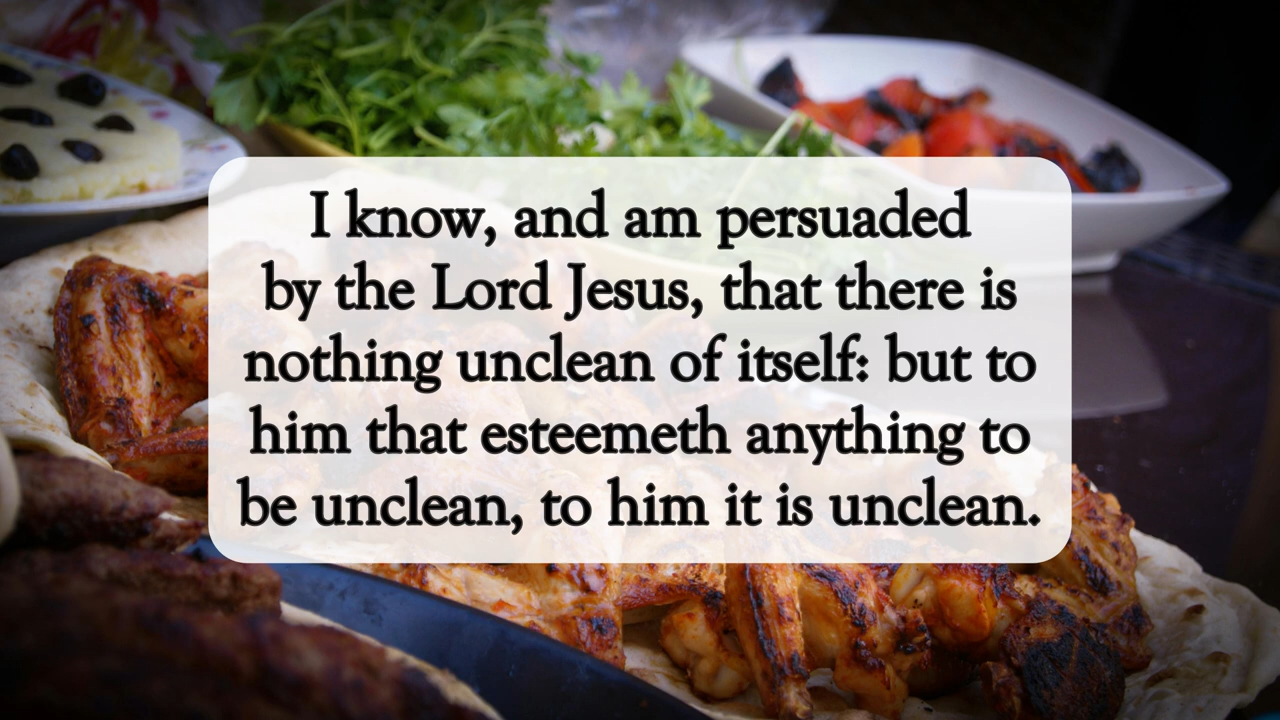 I know, and am persuaded
by the Lord Jesus, that there is
nothing unclean of itself: but to
him that esteemeth anything to
be unclean, to him it is unclean.